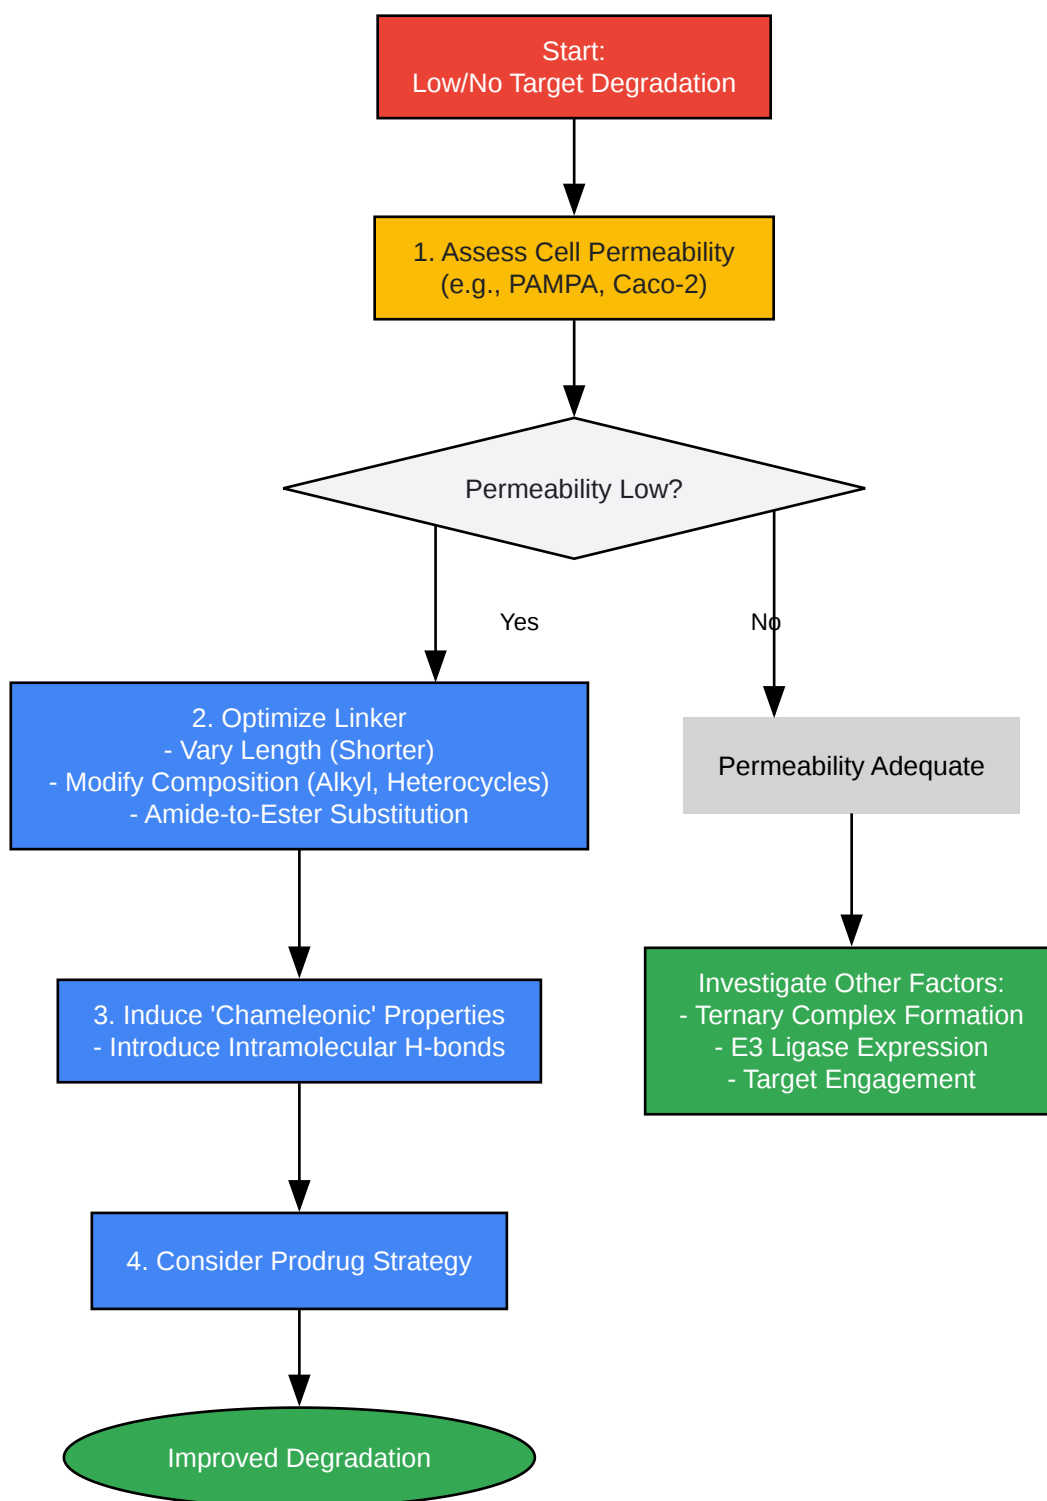 Start:
Low/No Target Degradation
1. Assess Cell Permeability
(e.g., PAMPA, Caco-2)
Permeability Low?
Yes
No
2. Optimize Linker
- Vary Length (Shorter)
- Modify Composition (Alkyl, Heterocycles)
- Amide-to-Ester Substitution
Permeability Adequate
3. Induce 'Chameleonic' Properties
- Introduce Intramolecular H-bonds
Investigate Other Factors:
- Ternary Complex Formation
- E3 Ligase Expression
- Target Engagement
4. Consider Prodrug Strategy
Improved Degradation